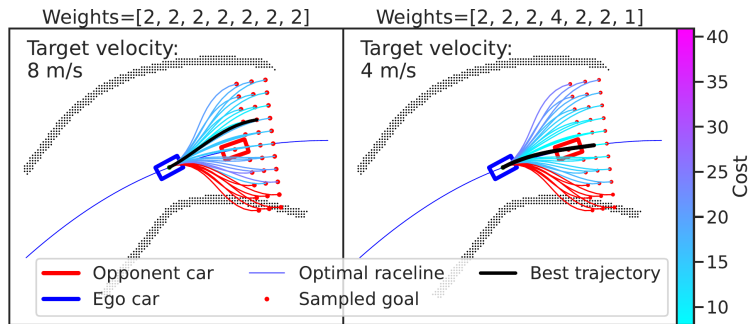 Weights=[2, 2, 2, 2, 2, 2, 2]
Weights=[2, 2, 2, 4, 2, 2, 1]
Target velocity:
8 m/s
Target velocity:
4 m/s
40
35
30
25
20
15
10
Cost
Opponent car
Optimal raceline
Best trajectory
Ego car
Sampled goal